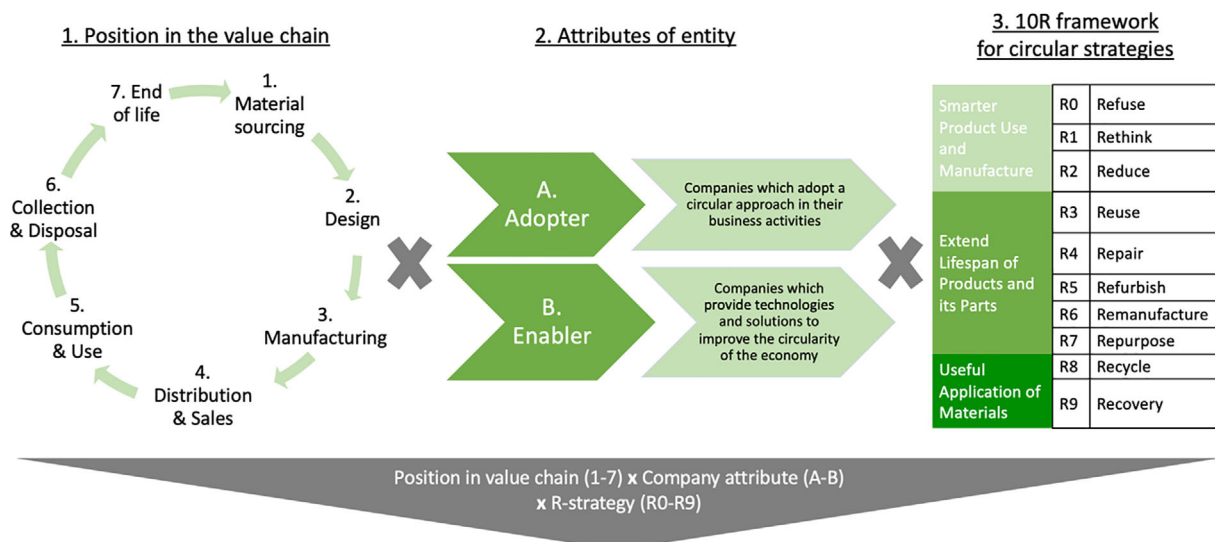 1. Position in the value chain
1.
Material
sourcing
2.
Design
3.
Manufacturing
4.
Distribution
& Sales
5.
Consumption
& Use
6.
Collection
& Disposal
7. End
of life
2. Attributes of entity
A.
Adopter
Companies which adopt a
circular approach in their
business activities
B.
Enabler
Companies which
provide technologies
and solutions to
improve the circularity
of the economy
3. 10R framework
for circular strategies
Smarter
Product Use
and
Manufacture
R0 Refuse
R1 Rethink
R2 Reduce
Extend
Lifespan of
Products and
its Parts
R3 Reuse
R4 Repair
R5 Refurbish
R6 Remanufacture
R7 Repurpose
Useful
Application of
Materials
R8 Recycle
R9 Recovery
Position in value chain (1-7) x Company attribute (A-B)
x R-strategy (R0-R9)